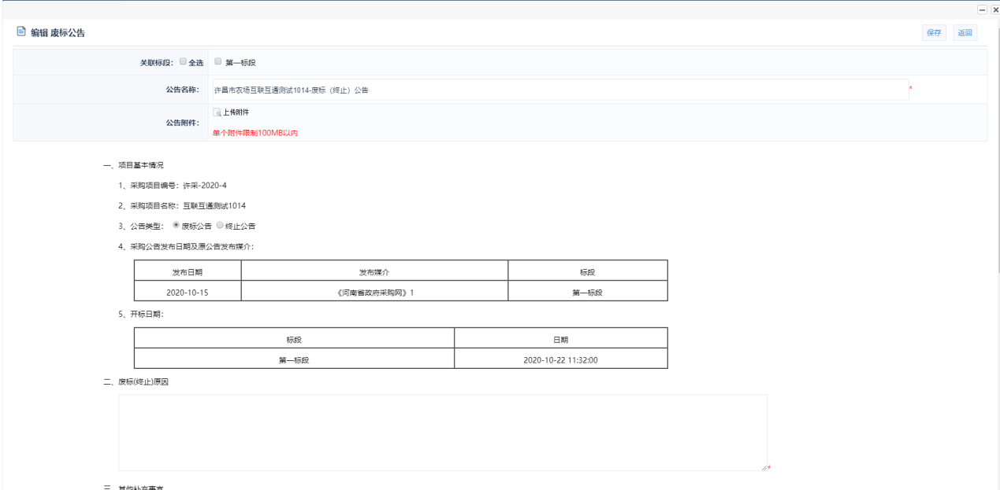 编辑 废标公告
保存 返回
关联标段： 全选 第一标段
公告名称： 许昌市农场互联互通测试1014-废标（终止）公告 *
上传附件
公告附件：
单个附件限制100MB以内
一、项目基本情况
1、采购项目编号：许采-2020-4
2、采购项目名称：互联互通测试1014
3、公告类型： 废标公告 终止公告
4、采购公告发布日期及原公告发布媒介：
发布日期 发布媒介 标段
2020-10-15 《河南省政府采购网》1 第一标段
5、开标日期：
标段 日期
第一标段 2020-10-22 11:32:00
二、废标(终止)原因
*
三、其他补充事宜